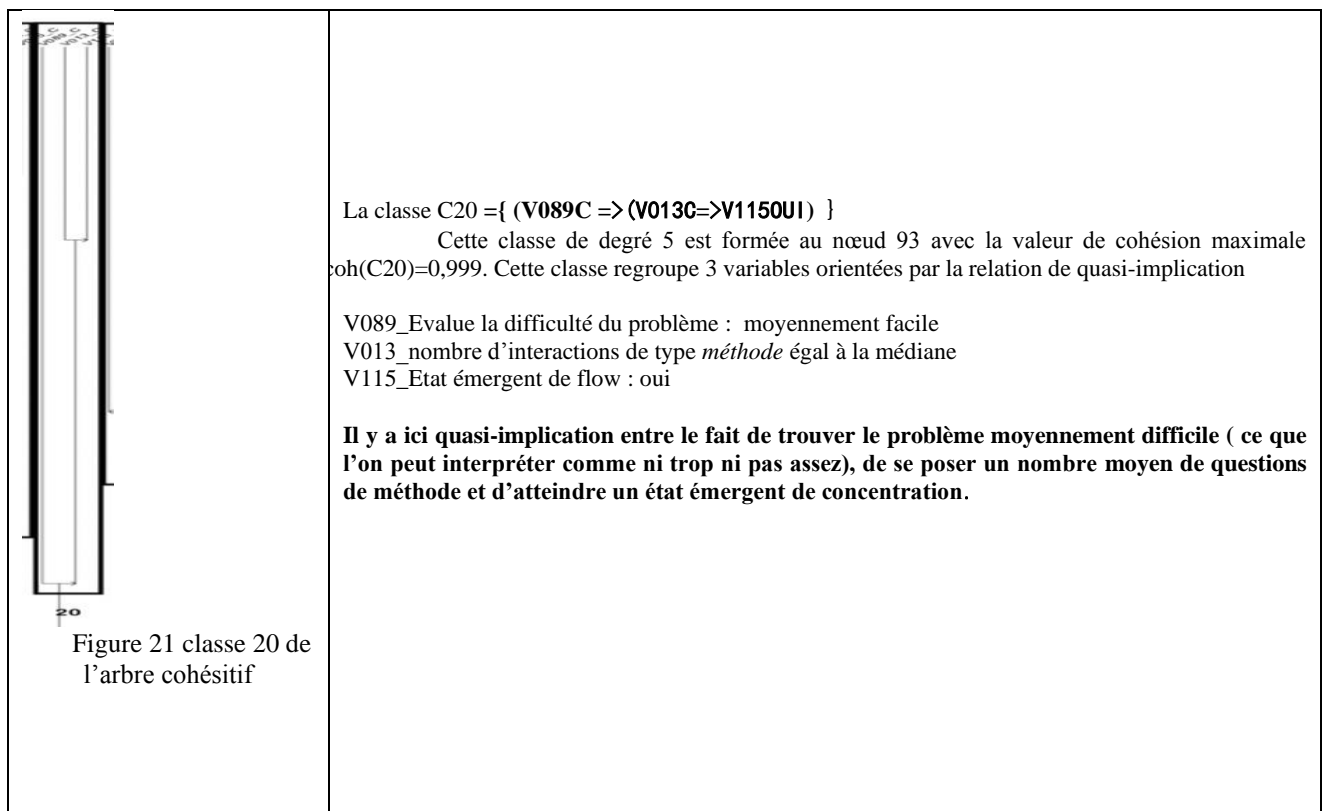 V089_C
V013_C
20
Figure 21 classe 20 de
l’arbre cohésitif
La classe C20 ={ (V089C =>(V013C=>V115OUI) }
Cette classe de degré 5 est formée au nœud 93 avec la valeur de cohésion maximale
coh(C20)=0,999. Cette classe regroupe 3 variables orientées par la relation de quasi-implication
V089_Evalue la difficulté du problème : moyennement facile
V013_nombre d’interactions de type méthode égal à la médiane
V115_Etat émergent de flow : oui
Il y a ici quasi-implication entre le fait de trouver le problème moyennement difficile ( ce que
l’on peut interpréter comme ni trop ni pas assez), de se poser un nombre moyen de questions
de méthode et d’atteindre un état émergent de concentration.